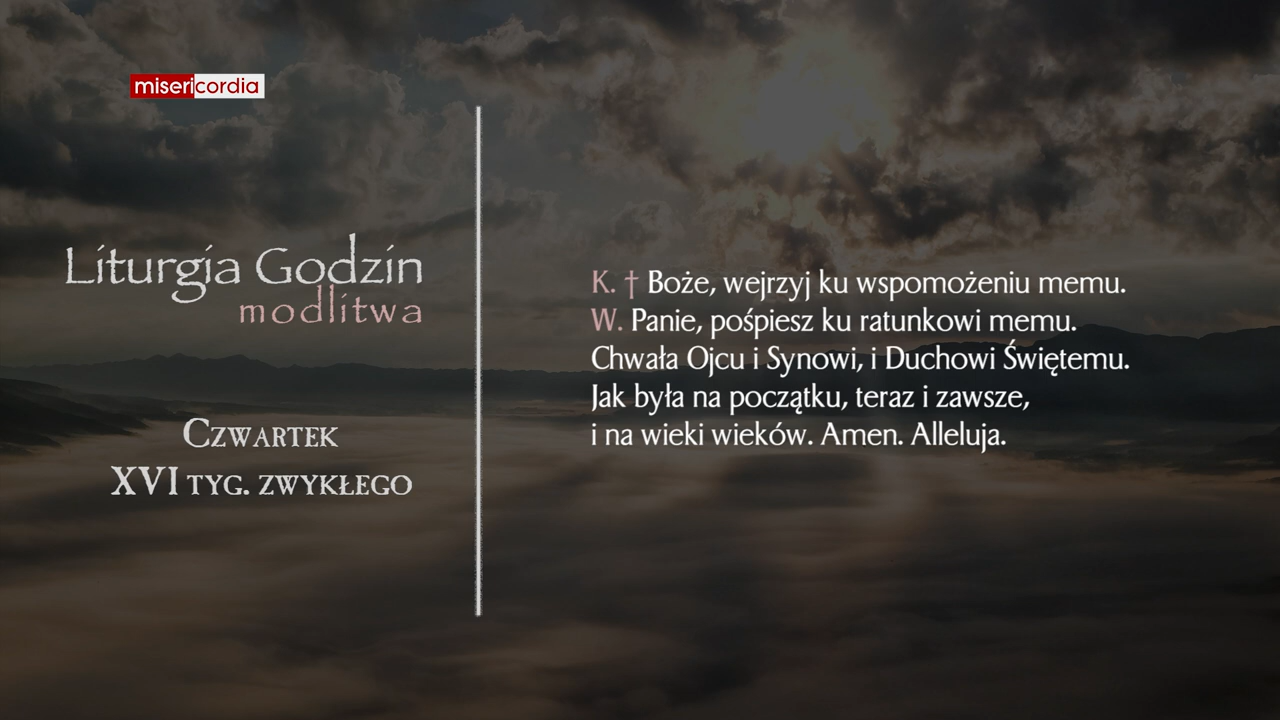 misericordia
Liturgia Godzin
modlitwa
Czwartek
XVI tyg. zwykłego
K. † Boże, wejrzyj ku wspomożeniu memu.
W. Panie, pośpiesz ku ratunkowi memu.
Chwała Ojcu i Synowi, i Duchowi Świętemu.
Jak była na początku, teraz i zawsze,
i na wieki wieków. Amen. Alleluja.